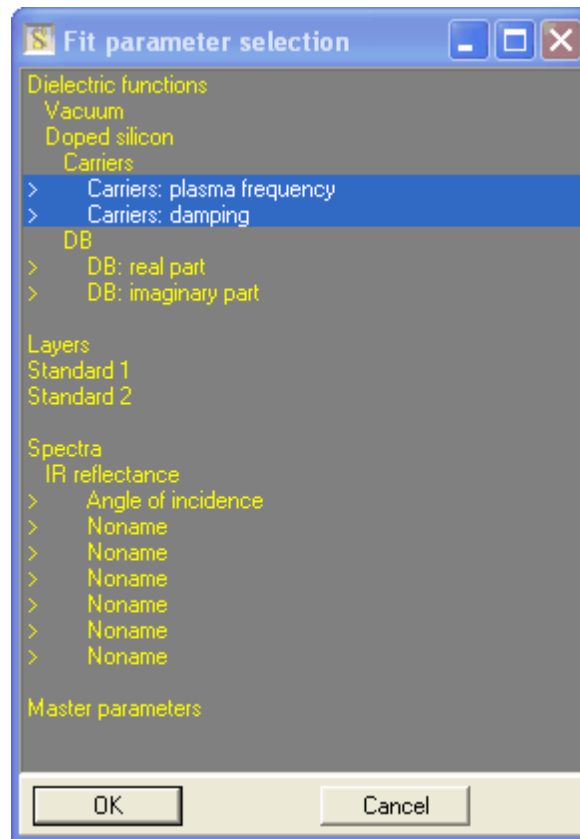 Fit parameter selection
Dielectric functions
Vacuum
Doped silicon
Carriers
> Carriers: plasma frequency
> Carriers: damping
DB
> DB: real part
> DB: imaginary part
Layers
Standard 1
Standard 2
Spectra
IR reflectance
> Angle of incidence
> Noname
> Noname
> Noname
> Noname
> Noname
> Noname
Master parameters
OK Cancel